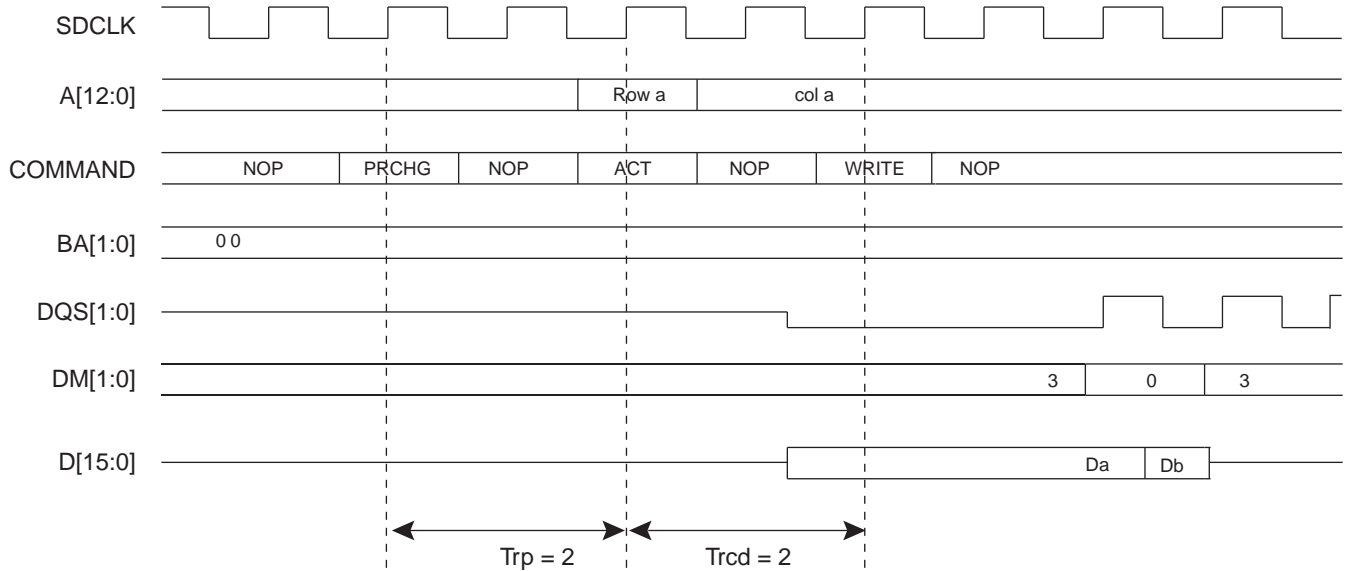 SDCLK
A[12:0] Row a col a
COMMAND NOP PRCHG NOP ACT NOP WRITE NOP
BA[1:0] 0 0
DQS[1:0]
DM[1:0] 3 0 3
D[15:0] Da Db
Trp = 2 Trcd = 2